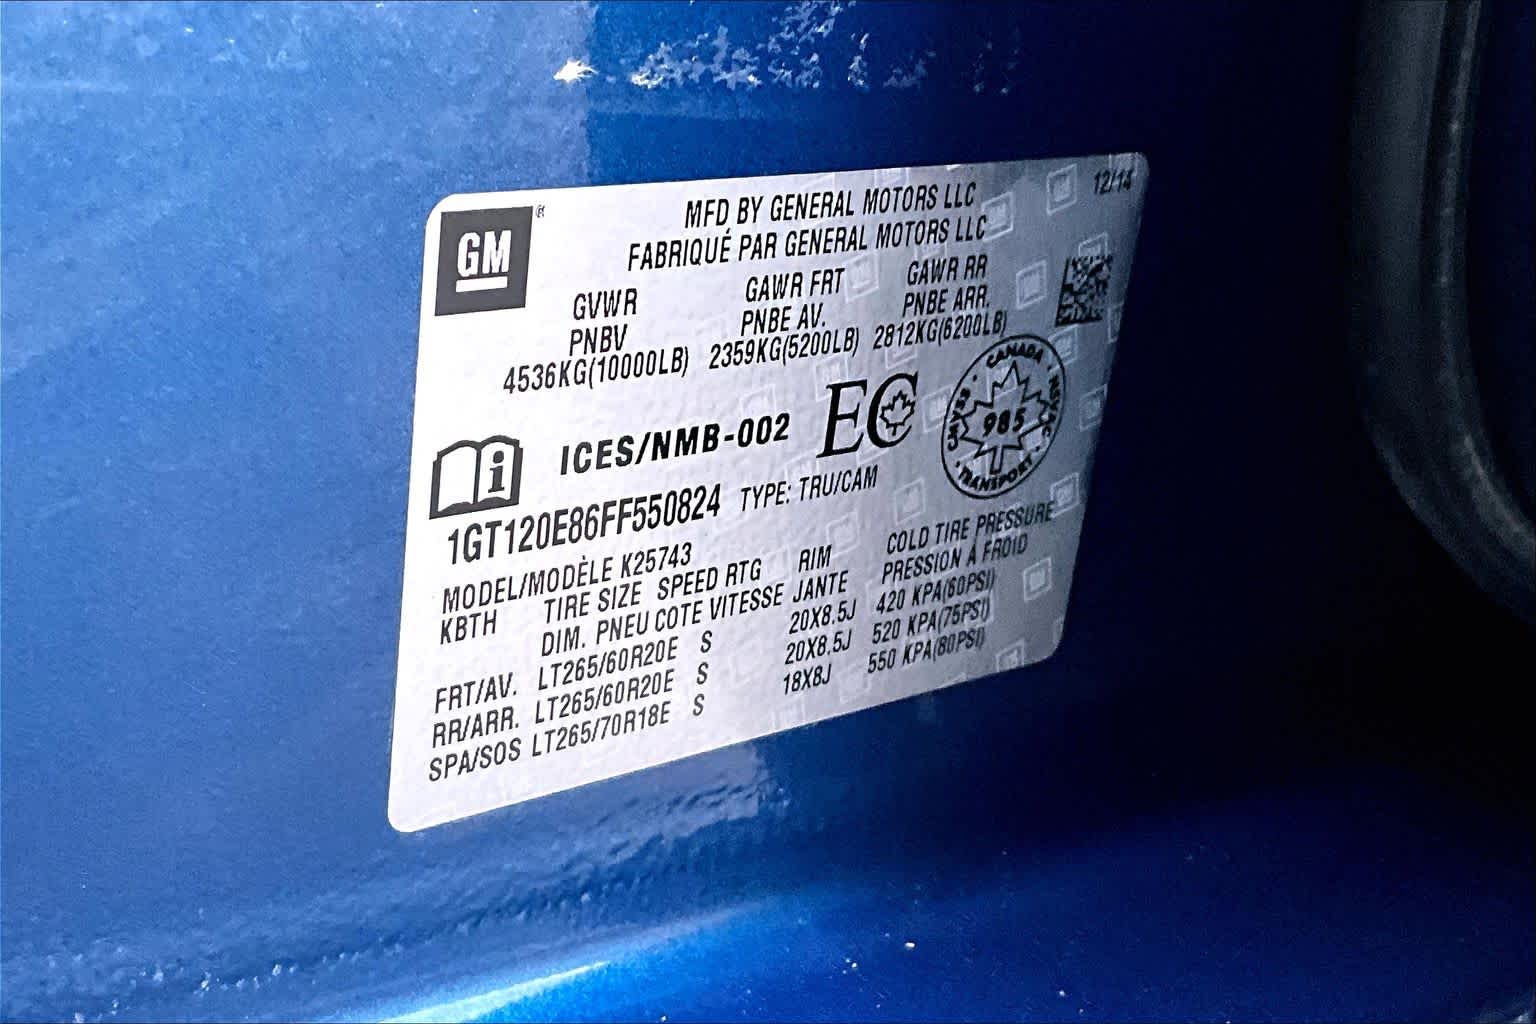 12/14
GM ®
MFD BY GENERAL MOTORS LLC
FABRIQUÉ PAR GENERAL MOTORS LLC
GVWR GAWR FRT GAWR RR
PNBV PNBE AV. PNBE ARR.
4536KG(10000LB) 2359KG(5200LB) 2812KG(6200LB)
i ICES/NMB-002 EC
CANADA · NSVAC · TRANSPORT · CMVSS ·
985
1GT120E86FF550824 TYPE: TRU/CAM
MODEL/MODÈLE K25743
KBTH TIRE SIZE SPEED RTG RIM COLD TIRE PRESSURE
DIM. PNEU COTE VITESSE JANTE PRESSION À FROID
FRT/AV. LT265/60R20E S 20X8.5J 420 KPA(60PSI)
RR/ARR. LT265/60R20E S 20X8.5J 520 KPA(75PSI)
SPA/SOS LT265/70R18E S 18X8J 550 KPA(80PSI)